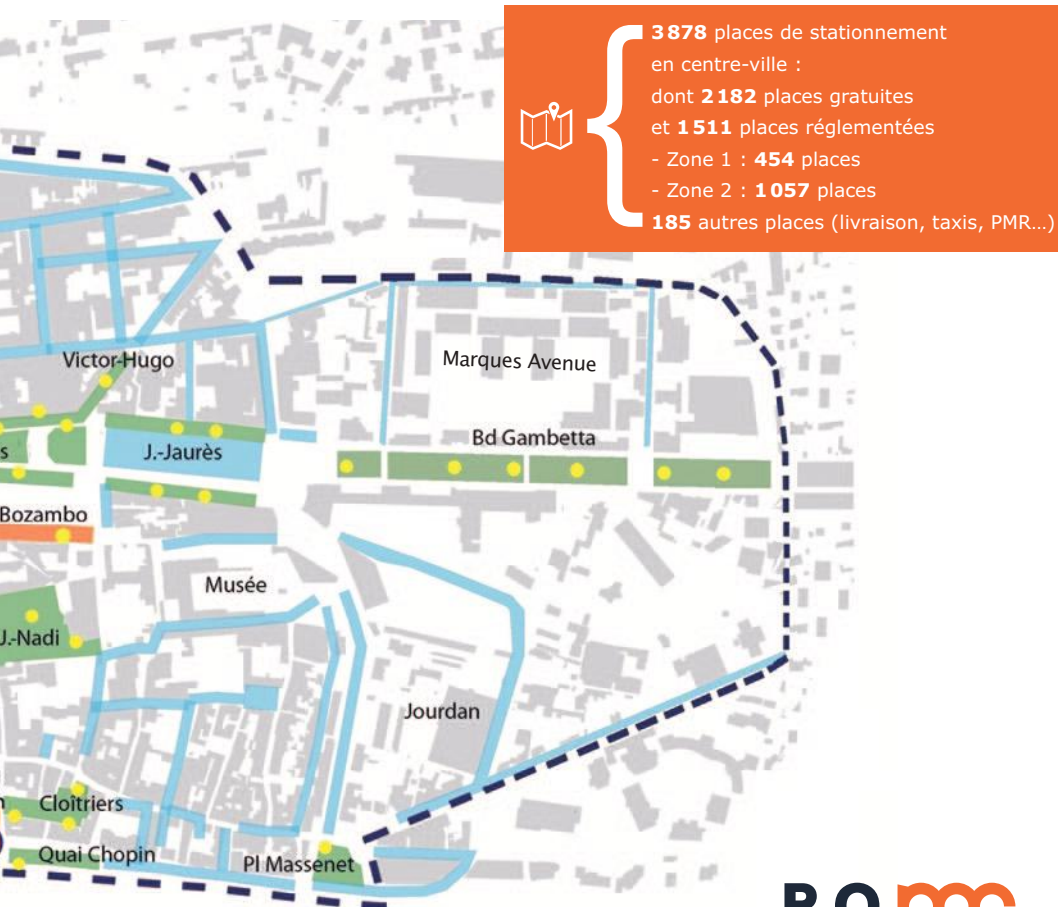 3878 places de stationnement
en centre-ville :
dont 2182 places gratuites
et 1511 places réglementées
- Zone 1 : 454 places
- Zone 2 : 1057 places
185 autres places (livraison, taxis, PMR...)
Victor-Hugo
Marques Avenue
Bd Gambetta
J.-Jaurès
Bozambo
Musée
J.-Nadi
Jourdan
Cloîtriers
Quai Chopin
Pl Massenet